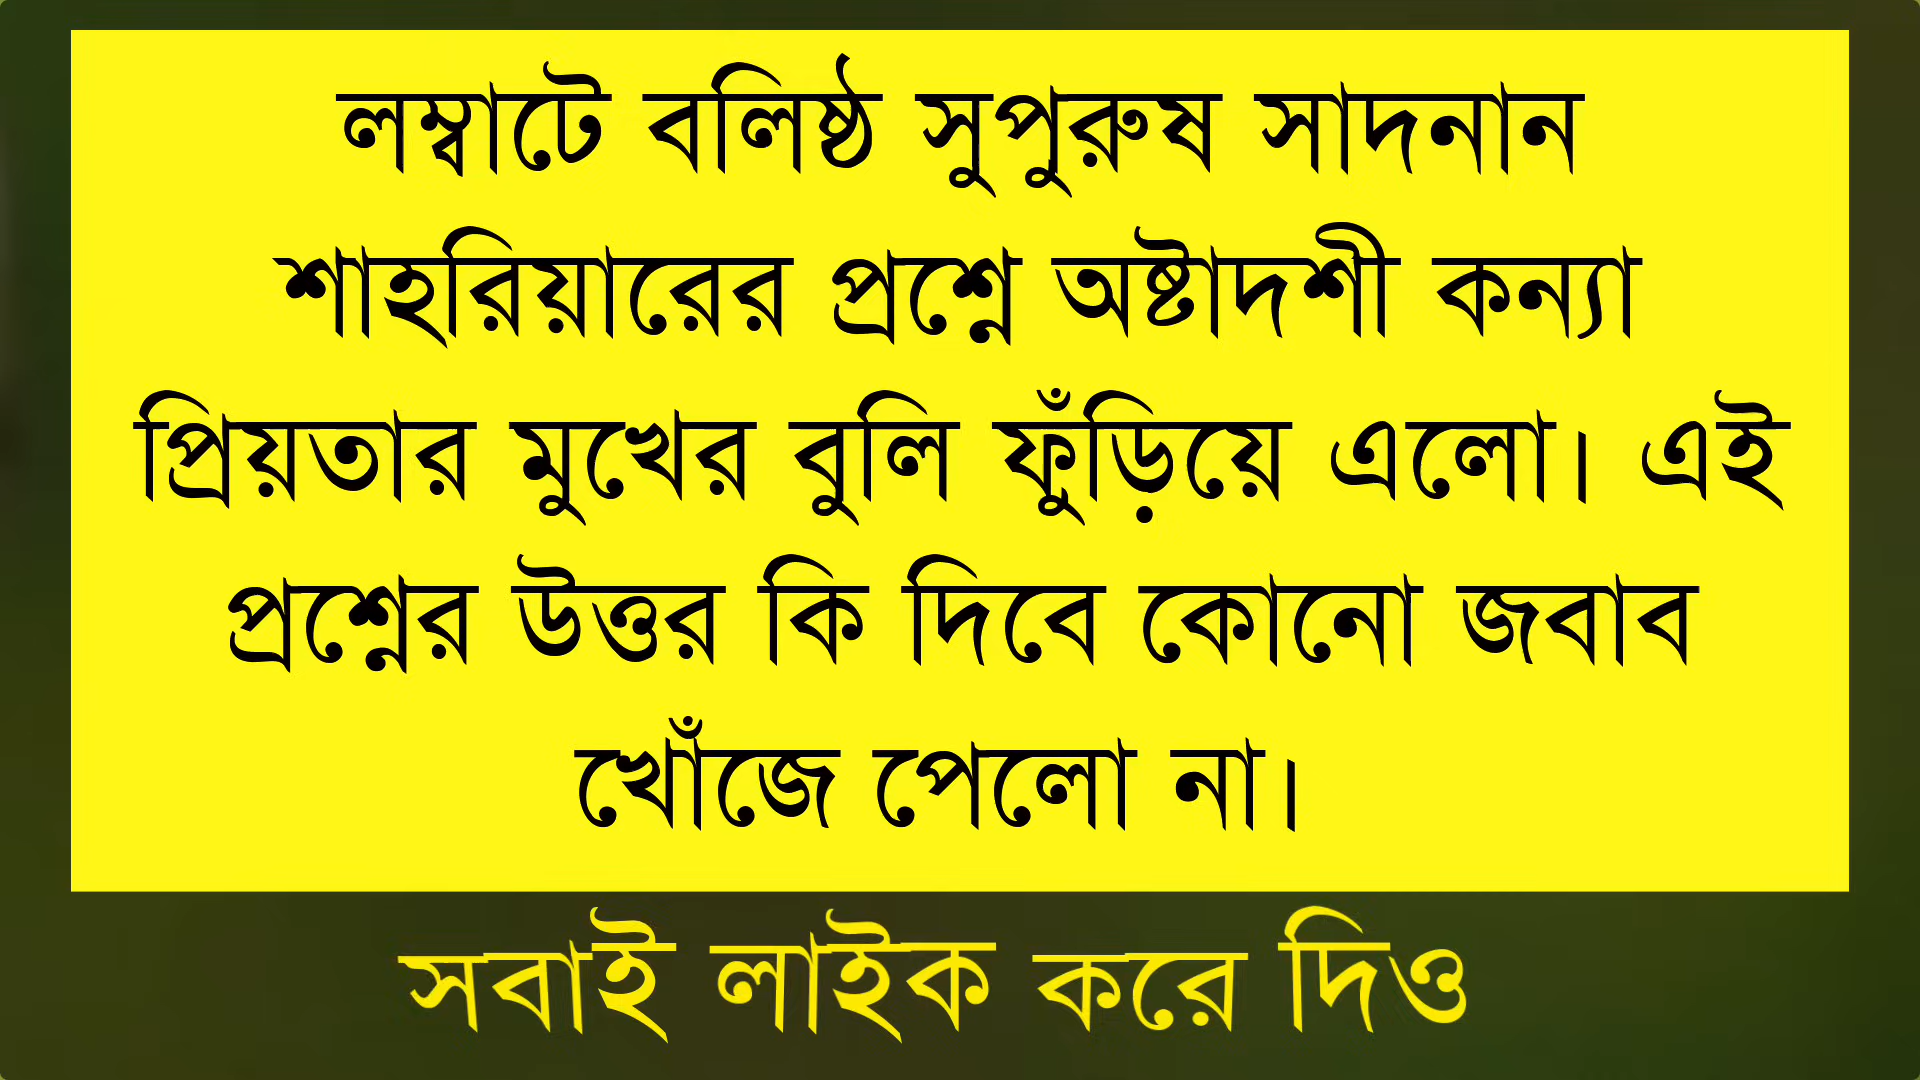 লম্বাটে বলিষ্ঠ সুপুরুষ সাদনান
শাহরিয়ারের প্রশ্নে অষ্টাদশী কন্যা
প্রিয়তার মুখের বুলি ফুঁড়িয়ে এলো। এই
প্রশ্নের উত্তর কি দিবে কোনো জবাব
খোঁজে পেলো না।
সবাই লাইক করে দিও